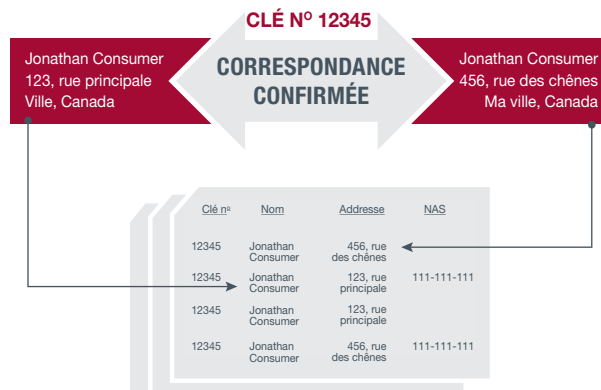 CLÉ Nº 12345
Jonathan Consumer
123, rue principale
Ville, Canada
CORRESPONDANCE
CONFIRMÉE
Jonathan Consumer
456, rue des chênes
Ma ville, Canada
Clé nº Nom Addresse NAS
12345 Jonathan 456, rue
Consumer des chênes
12345 Jonathan 123, rue 111-111-111
Consumer principale
12345 Jonathan 123, rue
Consumer principale
12345 Jonathan 456, rue 111-111-111
Consumer des chênes